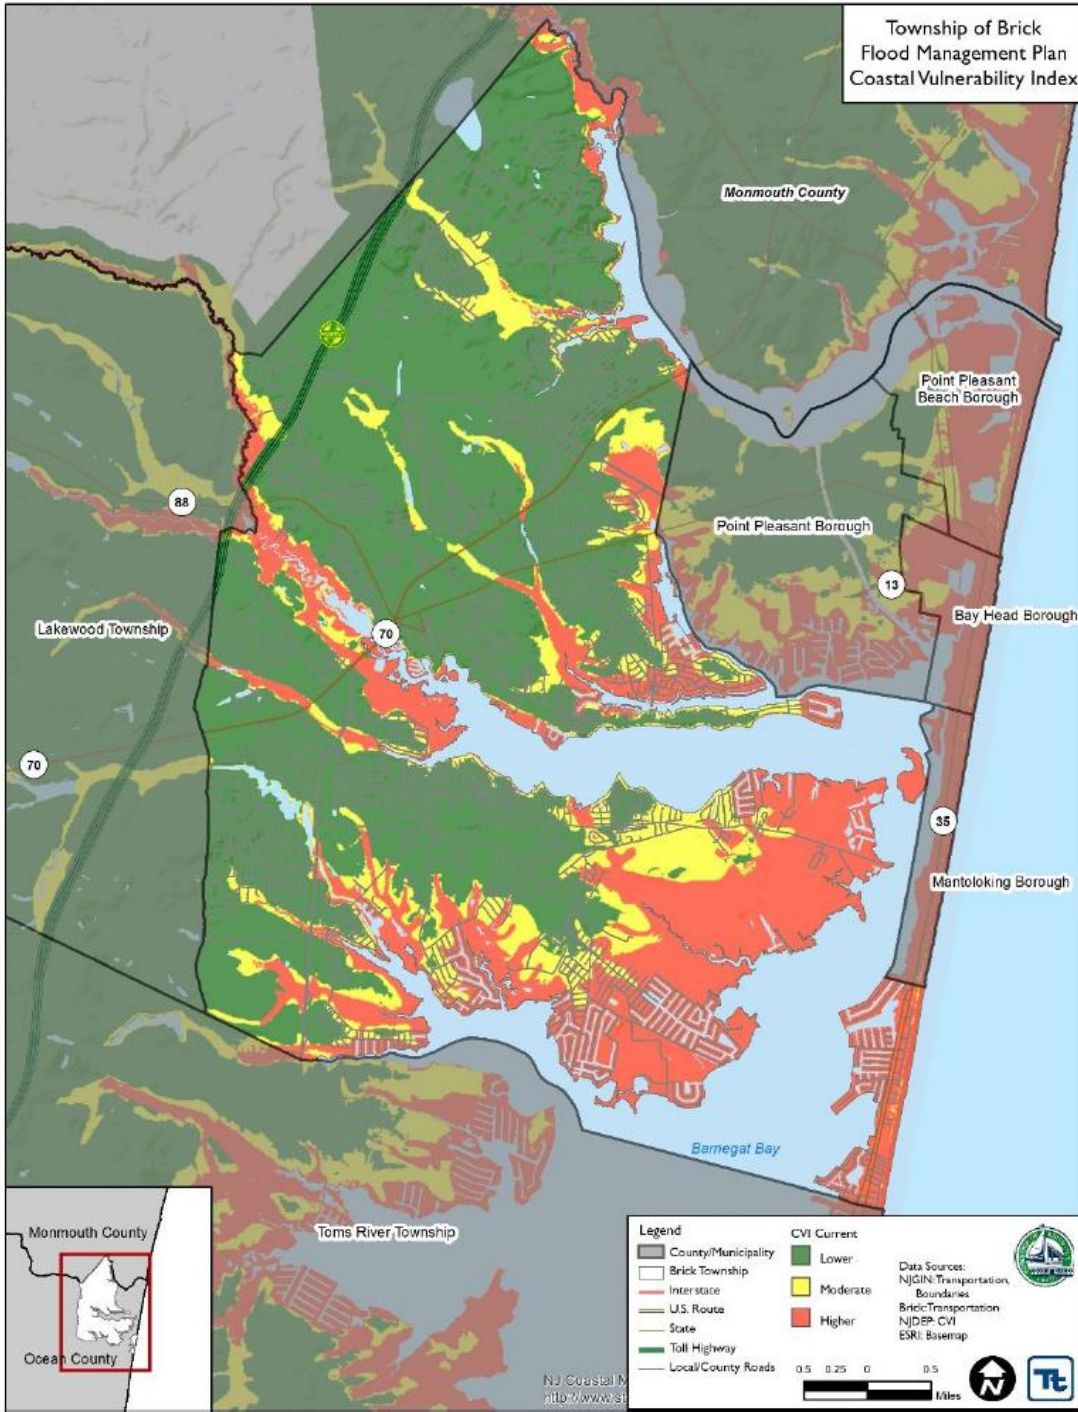 Township of Brick
Flood Management Plan
Coastal Vulnerability Index
Monmouth County
Point Pleasant
Beach Borough
88
Point Pleasant Borough
13
Bay Head Borough
Lakewood Township
70
70
35
Mantoloking Borough
Barnegat Bay
Toms River Township
Monmouth County
Ocean County
Legend
County/Municipality
Brick Township
Interstate
U.S. Route
State
Toll Highway
Local/County Roads
CVI Current
Lower
Moderate
Higher
Data Sources:
NJGIN: Transportation,
Boundaries
Brick:Transportation
NJDEP: CVI
ESRI: Basemap
0.5 0.25 0 0.5
Miles
N
Tt
NJ Coastal